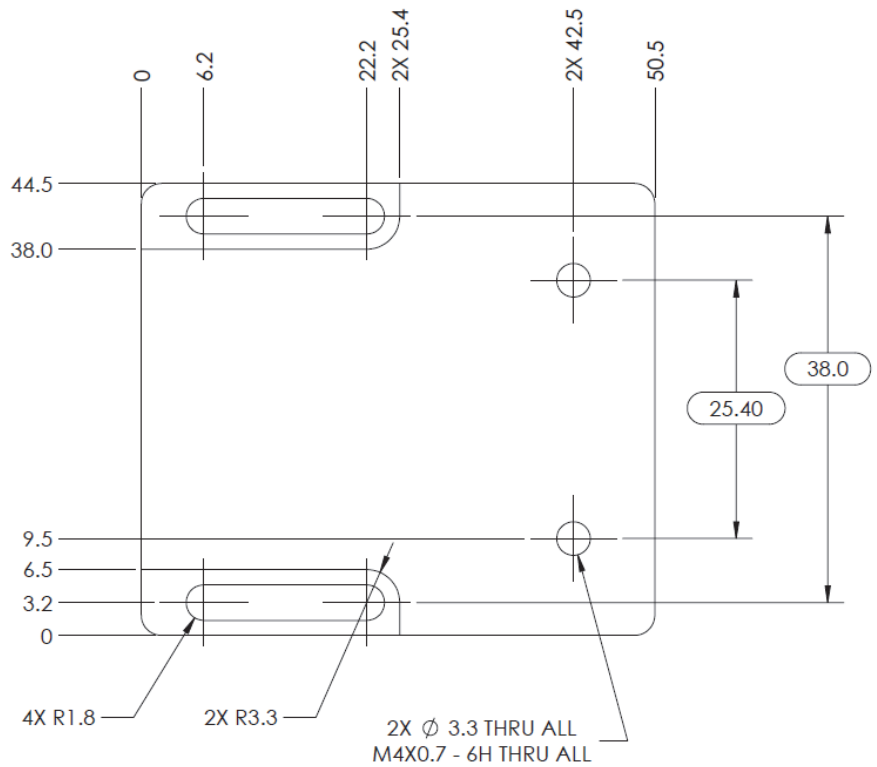 0
6.2
22.2
2X 25.4
2X 42.5
50.5
44.5
38.0
38.0
25.40
9.5
6.5
3.2
0
4X R1.8
2X R3.3
2X ∅ 3.3 THRU ALL
M4X0.7 - 6H THRU ALL